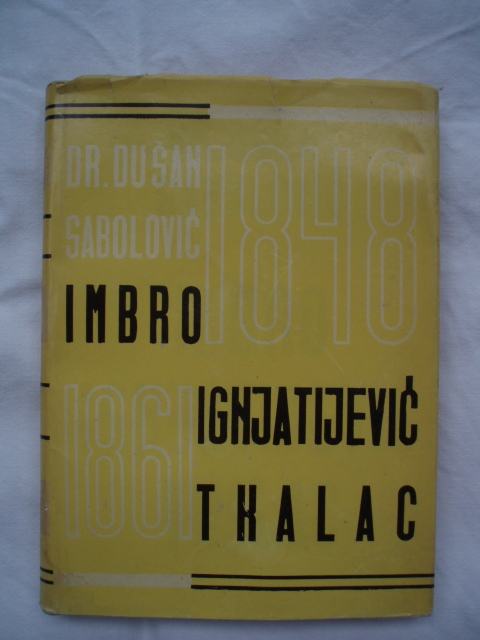 DR. DUŠAN
SABOLOVIĆ
1848
IMBRO
1861
IGNJATIJEVIĆ
TKALAC